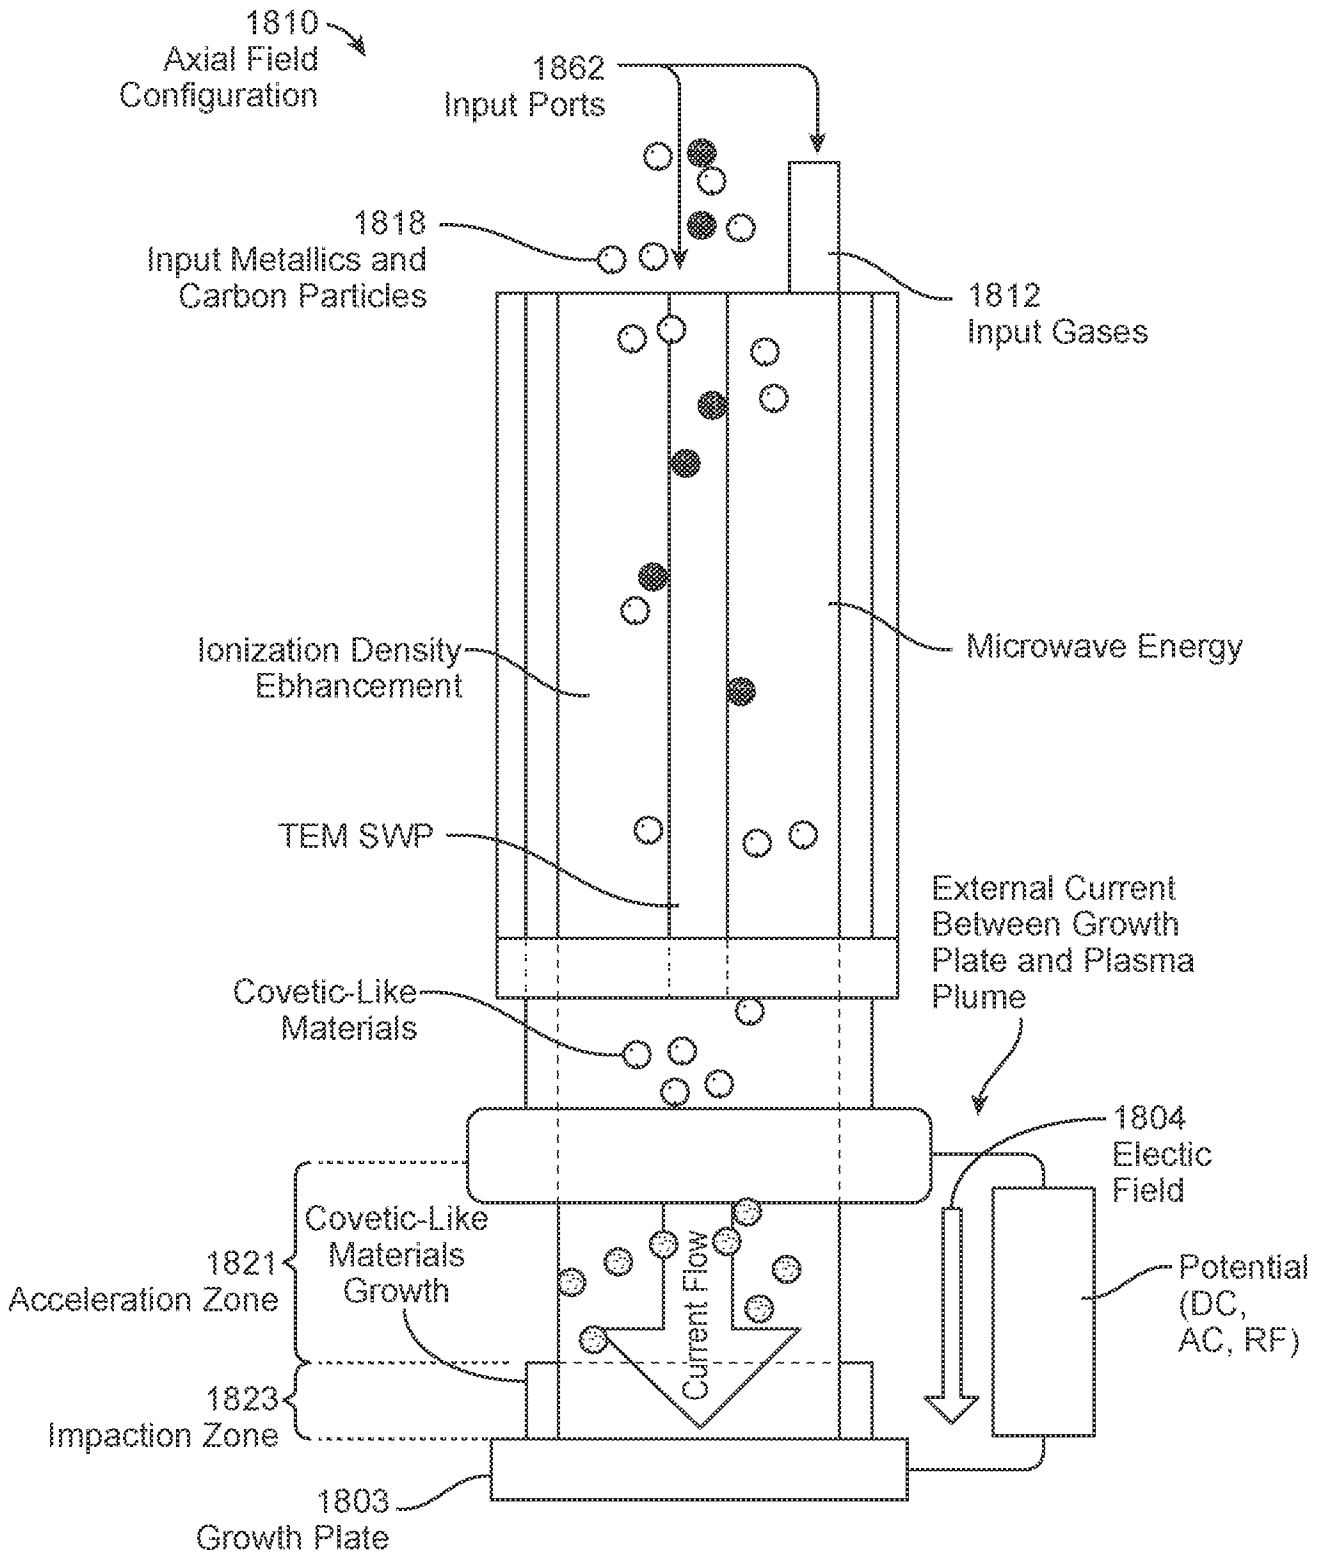 1810
Axial Field
Configuration
1862
Input Ports
1818
Input Metallics and
Carbon Particles
1812
Input Gases
Ionization Density
Ebhancement
Microwave Energy
TEM SWP
External Current
Between Growth
Plate and Plasma
Plume
Covetic-Like
Materials
1804
Electic
Field
Covetic-Like
Materials
Growth
1821
Acceleration Zone
Current Flow
Potential
(DC,
AC, RF)
1823
Impaction Zone
1803
Growth Plate